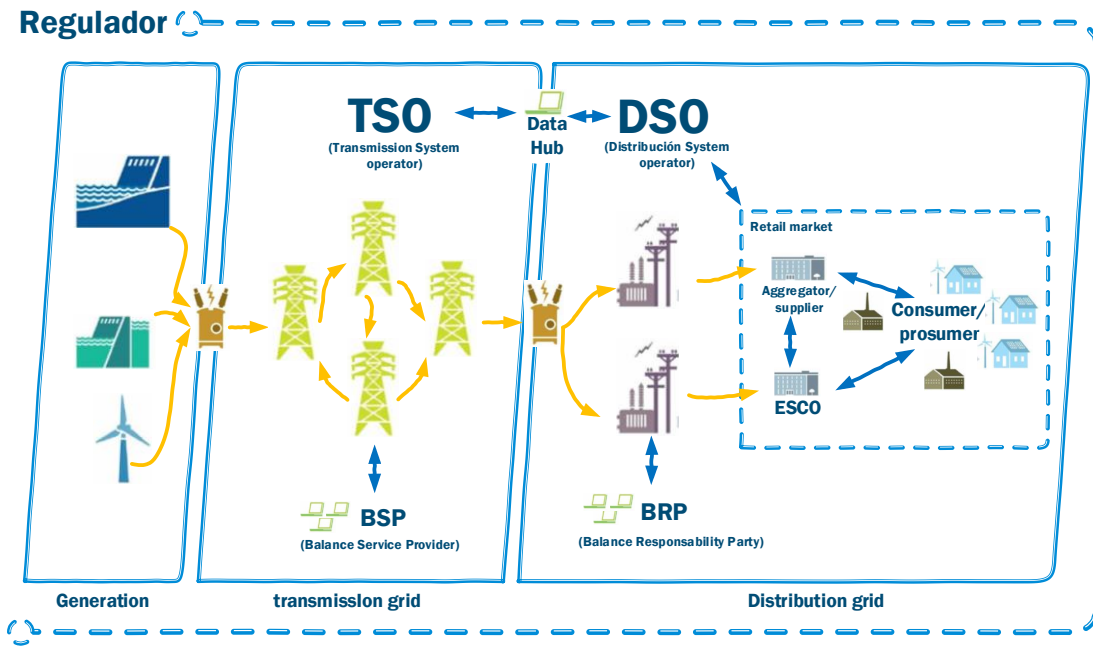 Regulador
TSO
(Transmission System
operator)
Data
Hub
DSO
(Distribución System
operator)
Retail market
Aggregator/
supplier
Consumer/
prosumer
ESCO
BSP
(Balance Service Provider)
BRP
(Balance Responsability Party)
Generation
transmission grid
Distribution grid